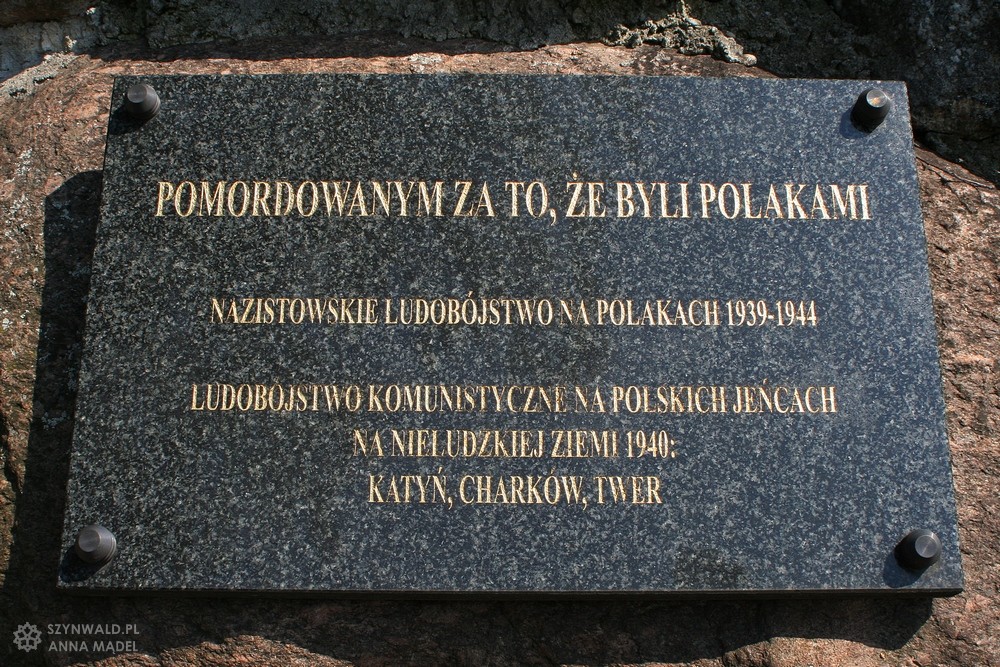 POMORDOWANYM ZA TO, ŻE BYLI POLAKAMI
NAZISTOWSKIE LUDOBÓJSTWO NA POLAKACH 1939-1944
LUDOBÓJSTWO KOMUNISTYCZNE NA POLSKICH JEŃCACH
NA NIELUDZKIEJ ZIEMI 1940:
KATYŃ, CHARKÓW, TWER
SZYNWALD.PL
ANNA MĄDEL